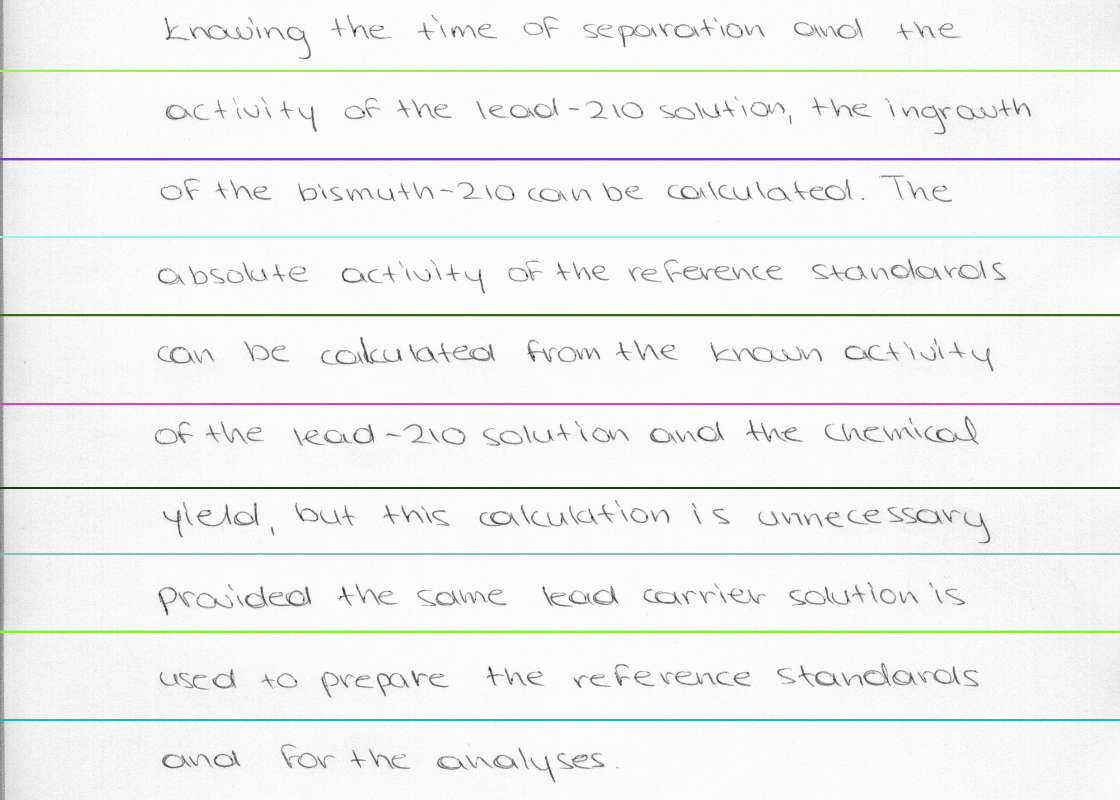 Knowing the time of separation and the
activity of the lead-210 solution, the ingrowth
of the bismuth-210 can be calculated. The
absolute activity of the reference standards
can be calculated from the known activity
of the lead-210 solution and the chemical
yield, but this calculation is unnecessary
provided the same lead carrier solution is
used to prepare the reference standards
and for the analyses.